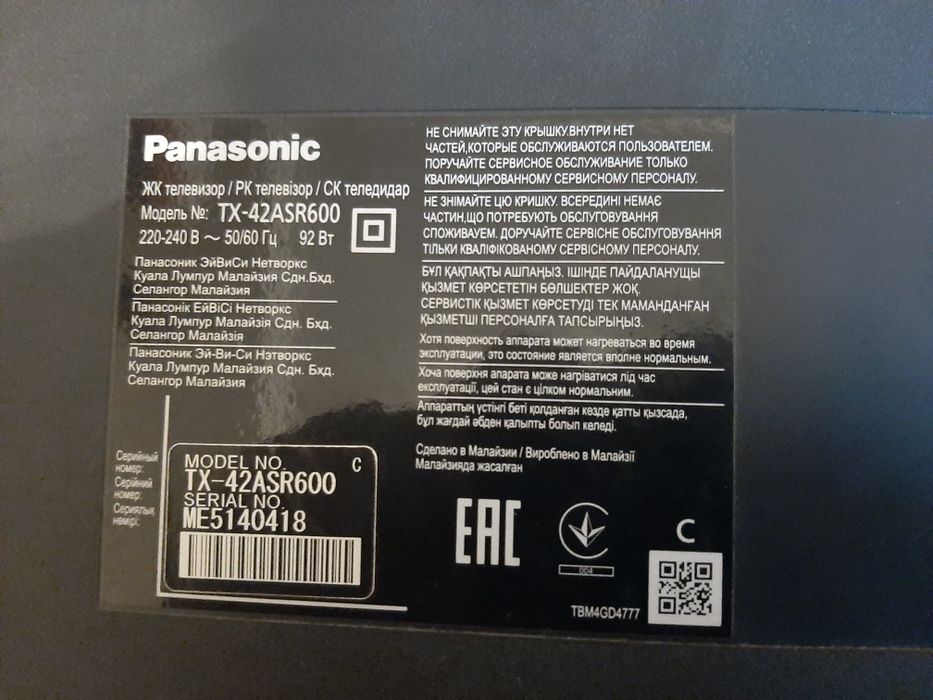 Panasonic
ЖК телевизор / РК телевізор / СК теледидар
Модель №: TX-42ASR600
220-240 В ~ 50/60 Гц 92 Вт
Панасоник ЭйВиСи Нетворкс
Куала Лумпур Малайзия Сдн.Бхд.
Селангор Малайзия
Панасонік ЕйВіСі Нетворкс
Куала Лумпур Малайзія Сдн. Бхд.
Селангор Малайзія
Панасоник Эй-Ви-Си Нэтворкс
Куала Лумпур Малайзия Сдн. Бхд.
Селангор Малайзия
Серийный
номер:
Серійний
номер:
Сериялық
нөмірі:
MODEL NO. C
TX-42ASR600
SERIAL NO.
ME5140418
НЕ СНИМАЙТЕ ЭТУ КРЫШКУ.ВНУТРИ НЕТ
ЧАСТЕЙ,КОТОРЫЕ ОБСЛУЖИВАЮТСЯ ПОЛЬЗОВАТЕЛЕМ.
ПОРУЧАЙТЕ СЕРВИСНОЕ ОБСЛУЖИВАНИЕ ТОЛЬКО
КВАЛИФИЦИРОВАННОМУ СЕРВИСНОМУ ПЕРСОНАЛУ.
НЕ ЗНІМАЙТЕ ЦЮ КРИШКУ. ВСЕРЕДИНІ НЕМАЄ
ЧАСТИН,ЩО ПОТРЕБУЮТЬ ОБСЛУГОВУВАННЯ
СПОЖИВАЕМ. ДОРУЧАЙТЕ СЕРВІСНЕ ОБСЛУГОВУВАННЯ
ТІЛЬКИ КВАЛІФІКОВАНОМУ СЕРВІСНОМУ ПЕРСОНАЛУ.
БҰЛ ҚАҚПАҚТЫ АШПАҢЫЗ. ІШІНДЕ ПАЙДАЛАНУЩЫ
ҚЫЗМЕТ КӨРСЕТЕТІН БӨЛШЕКТЕР ЖОҚ.
СЕРВИСТІК ҚЫЗМЕТ КӨРСЕТУДІ ТЕК МАМАНДАНҒАН
ҚЫЗМЕТШІ ПЕРСОНАЛҒА ТАПСЫРЫҢЫЗ.
Хотя поверхность аппарата может нагреваться во время
эксплуатации, это состояние является вполне нормальным.
Хоча поверхня апарата може нагріватися під час
експлуатації, цей стан є цілком нормальним.
Аппараттың үстіңгі беті қолданған кезде қатты қызсада,
бұл жағдай әбден қалыпты болып келеді.
Сделано в Малайзии / Вироблено в Малайзії
Малайзияда жасалған
EAC
004
C
TBM4GD4777